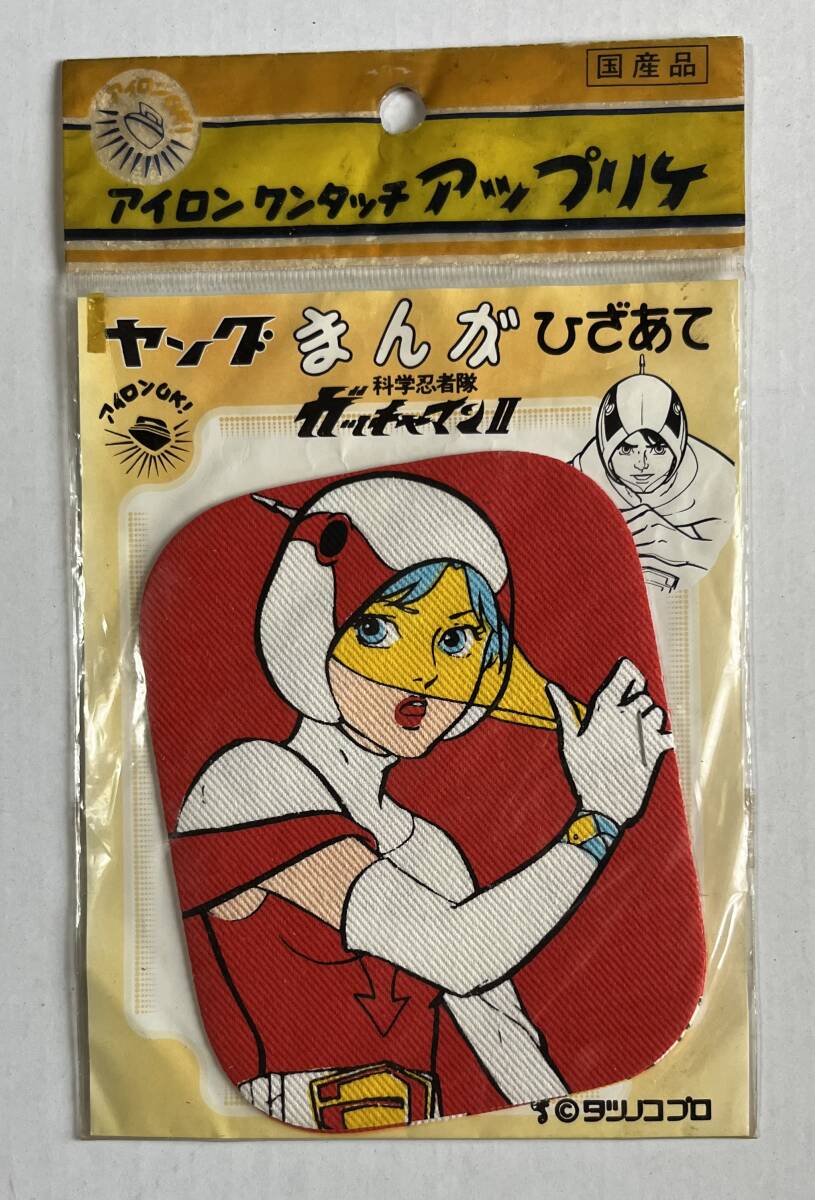 アイロンOK!
国産品
アイロンワンタッチ アップリケ
ヤング まんが ひざあて
アイロンOK!
科学忍者隊
ガッチャマンII
©タツノコプロ